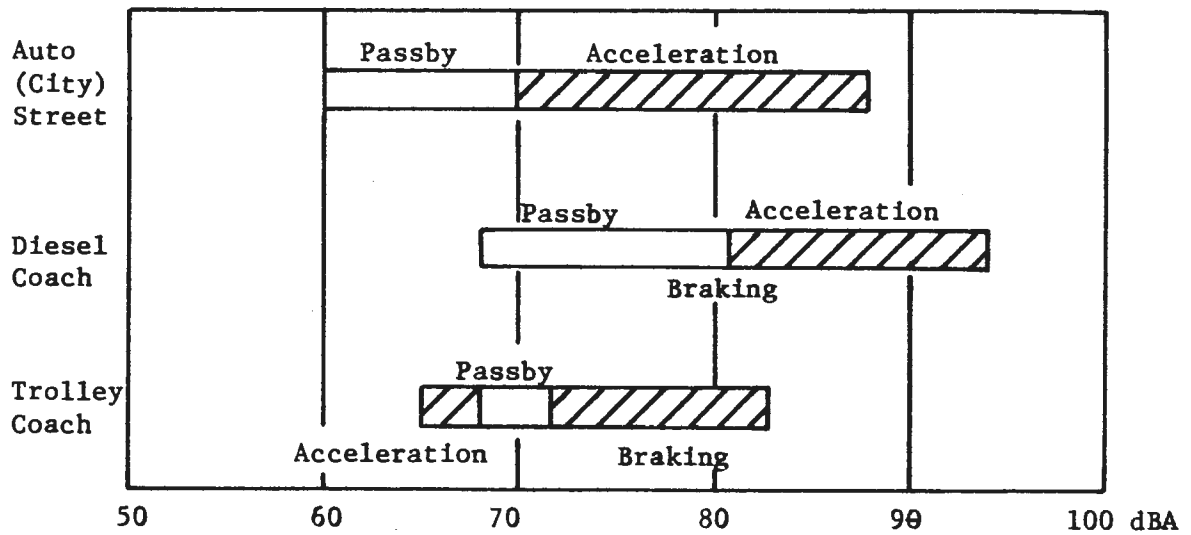 Auto
(City)
Street
Passby
Acceleration
Diesel
Coach
Passby
Acceleration
Braking
Trolley
Coach
Passby
Acceleration
Braking
50 60 70 80 90 100 dBA